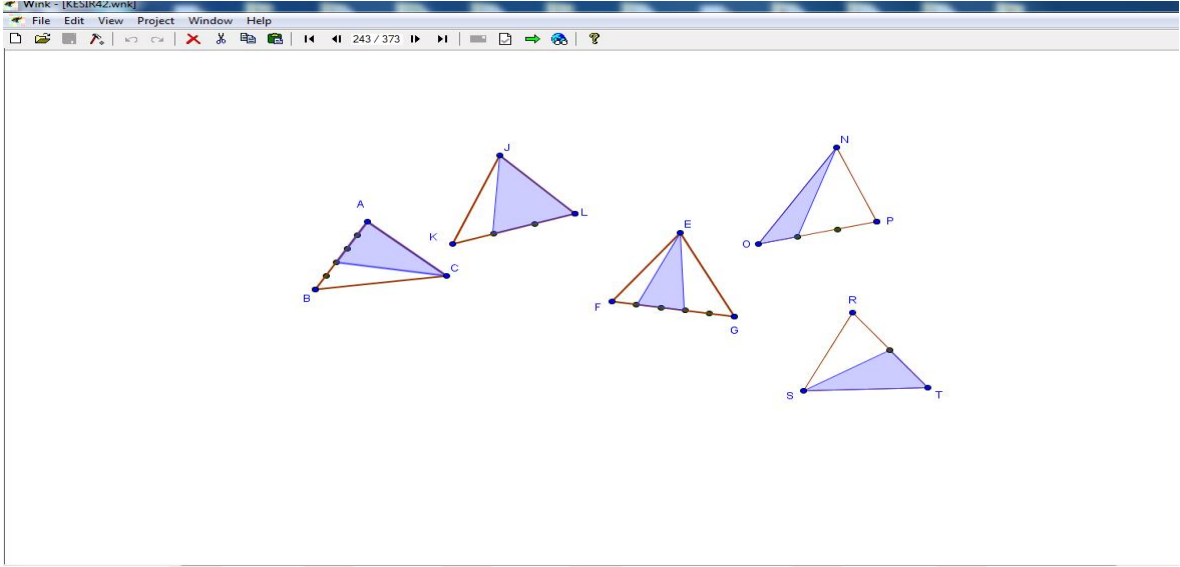 Wink - [KESIR42.wnk]
File Edit View Project Window Help
243 / 373
N
J
A
L
P
K
E
O
C
B
R
F
G
S
T